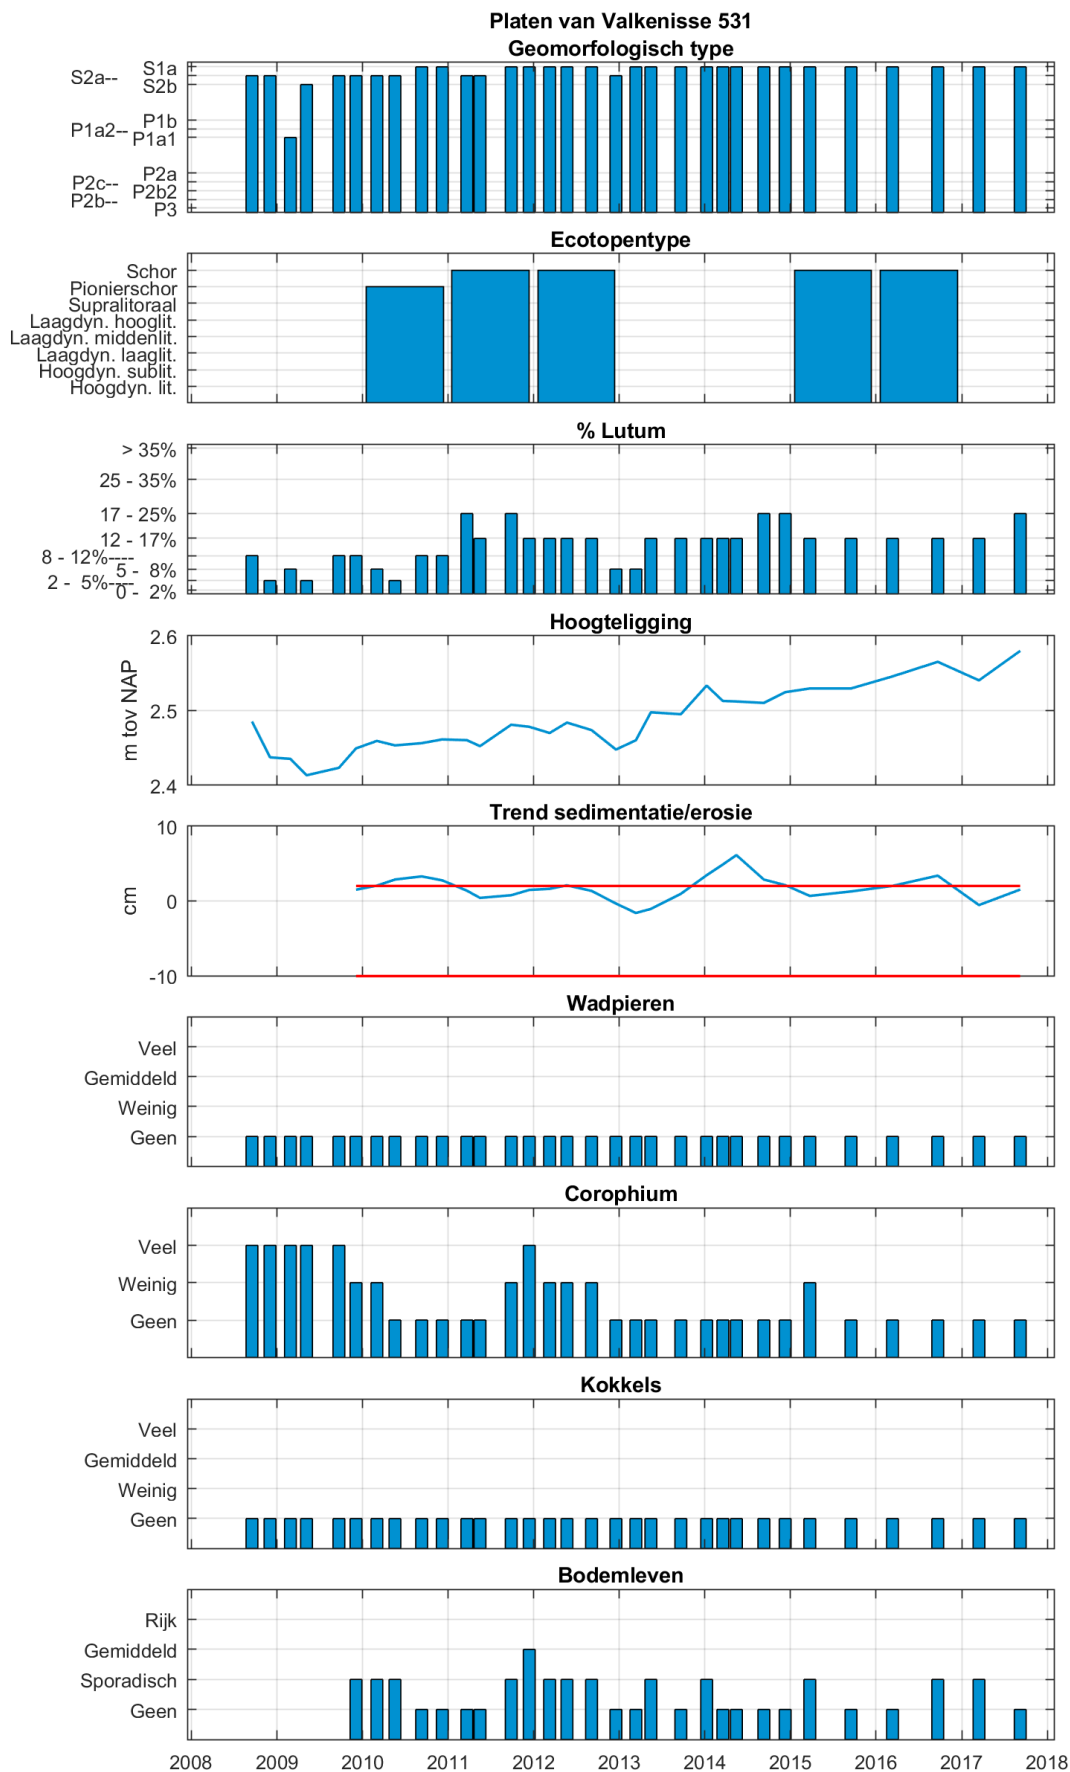 Platen van Valkenisse 531
Geomorfologisch type
S1a
S2a--
S2b
P1b
P1a2--
P1a1
P2a
P2c--
P2b2
P2b--
P3
Ecotopentype
Schor
Pionierschor
Supralitoraal
Laagdyn. hooglit.
Laagdyn. middenlit.
Laagdyn. laaglit.
Hoogdyn. sublit.
Hoogdyn. lit.
% Lutum
> 35%
25 - 35%
17 - 25%
12 - 17%
8 - 12%----
5 - 8%
2 - 5%----
0 - 2%
Hoogteligging
2.6
2.5
2.4
m tov NAP
Trend sedimentatie/erosie
10
0
-10
cm
Wadpieren
Veel
Gemiddeld
Weinig
Geen
Corophium
Veel
Weinig
Geen
Kokkels
Veel
Gemiddeld
Weinig
Geen
Bodemleven
Rijk
Gemiddeld
Sporadisch
Geen
2008 2009 2010 2011 2012 2013 2014 2015 2016 2017 2018